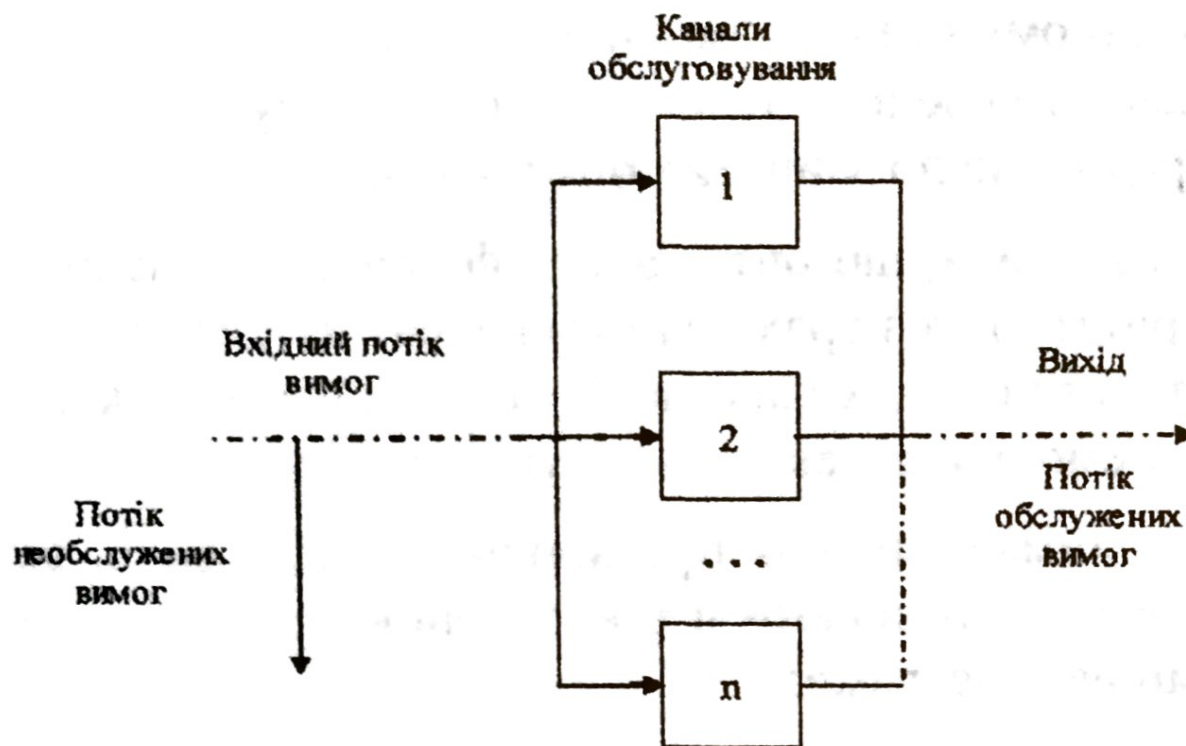 Канали
обслуговування
1
Вхідний потік
вимог
Вихід
2
Потік
необслужених
вимог
Потік
обслужених
вимог
...
n